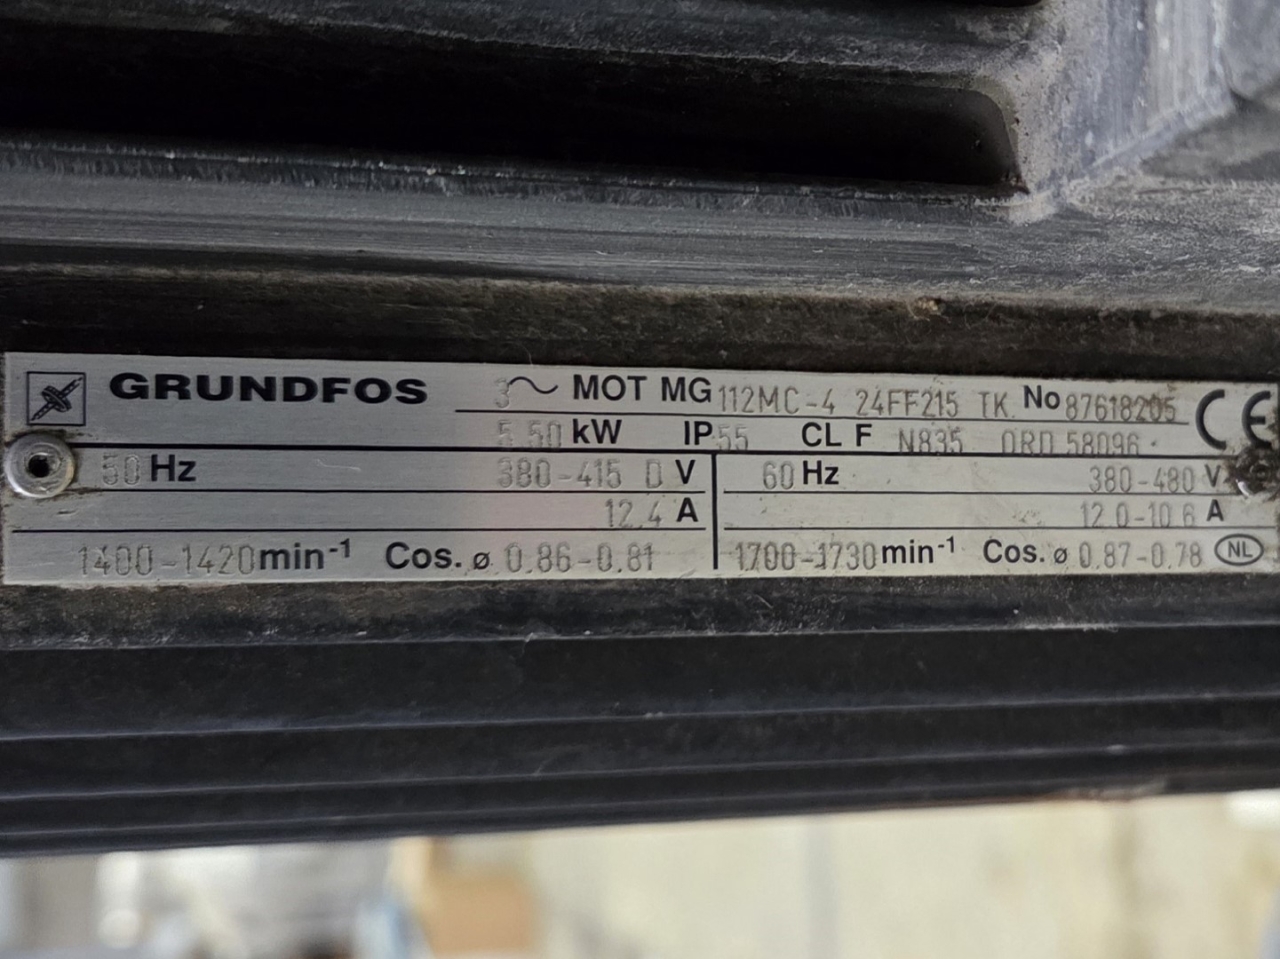 GRUNDFOS 3~ MOT MG 112MC-4 24FF215 TK No 87618205 CE
5.50 kW IP 55 CL F N835 ORD 58096
50 Hz 380-415 D V 60 Hz 380-480 V
12.4 A 12.0-10.6 A
1400-1420 min⁻¹ Cos. ø 0.86-0.81 1700-1730 min⁻¹ Cos. ø 0.87-0.78 NL